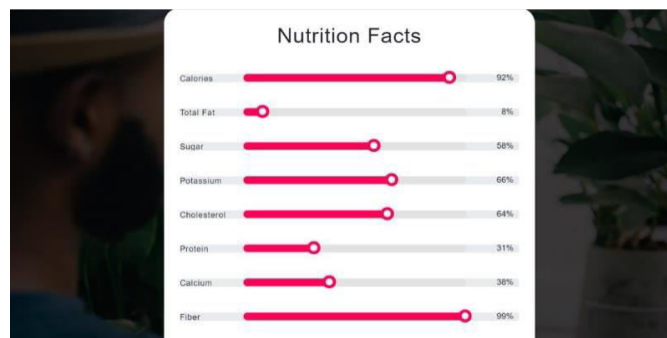 Nutrition Facts
Calories 92%
Total Fat 8%
Sugar 58%
Potassium 66%
Cholesterol 64%
Protein 31%
Calcium 38%
Fiber 99%